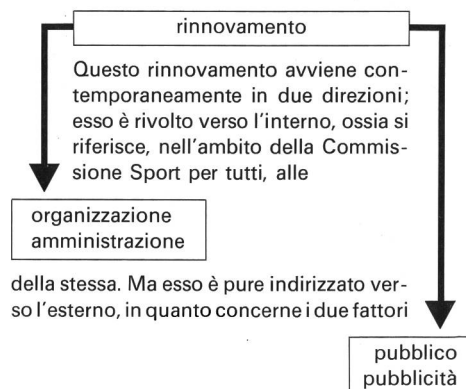 rinnovamento
Questo rinnovamento avviene con-
temporaneamente in due direzioni;
esso è rivolto verso l'interno, ossia si
riferisce, nell'ambito della Commis-
sione Sport per tutti, alle
organizzazione
amministrazione
della stessa. Ma esso è pure indirizzato ver-
so l'esterno, in quanto concerne i due fattori
pubblico
pubblicità